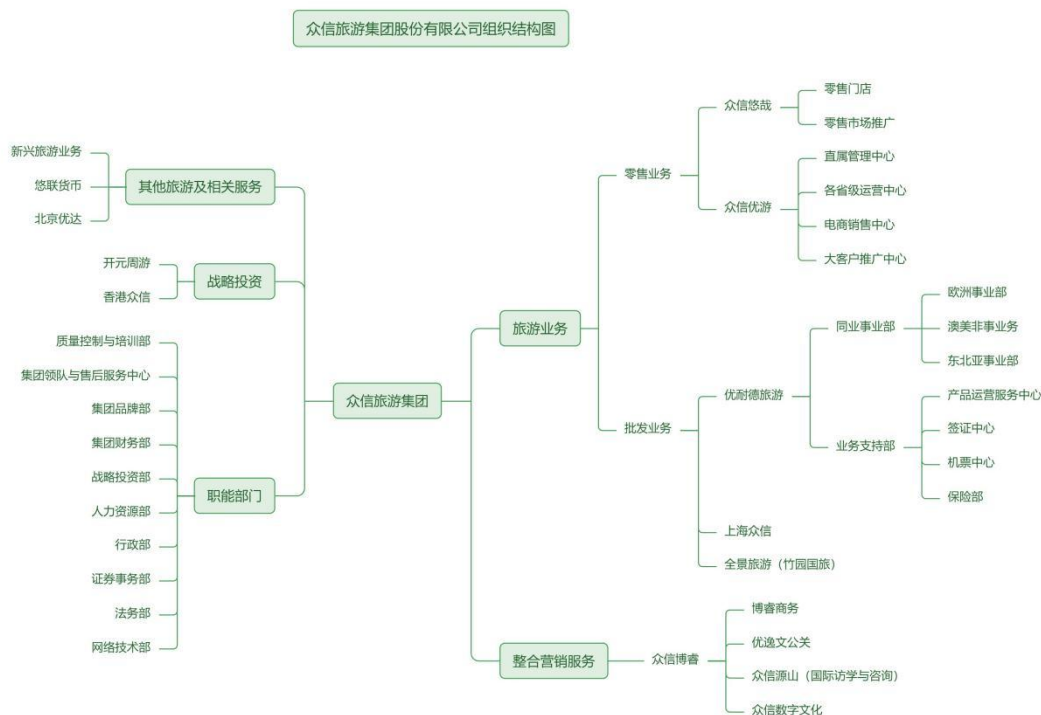 众信旅游集团股份有限公司组织结构图
众信旅游集团
其他旅游及相关服务
新兴旅游业务
悠联货币
北京优达
战略投资
开元周游
香港众信
职能部门
质量控制与培训部
集团领队与售后服务中心
集团品牌部
集团财务部
战略投资部
人力资源部
行政部
证券事务部
法务部
网络技术部
旅游业务
零售业务
众信悠哉
零售门店
零售市场推广
众信优游
直属管理中心
各省级运营中心
电商销售中心
大客户推广中心
批发业务
优耐德旅游
同业事业部
欧洲事业部
澳美非事业务
东北亚事业部
业务支持部
产品运营服务中心
签证中心
机票中心
保险部
上海众信
全景旅游（竹园国旅）
整合营销服务
众信博睿
博睿商务
优逸文公关
众信源山（国际访学与咨询）
众信数字文化